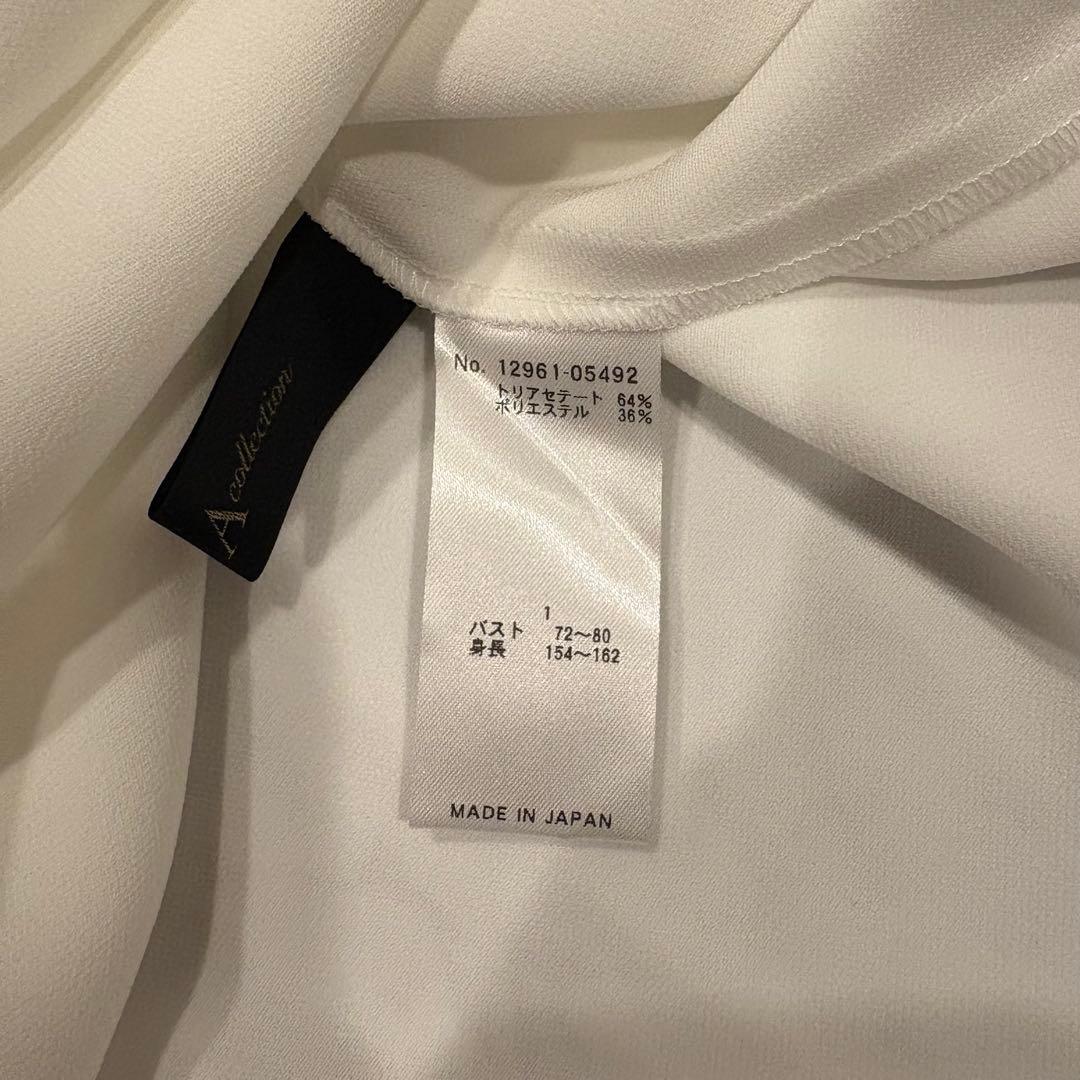 A collection
No. 12961-05492
トリアセテート 64%
ポリエステル 36%
1
バスト 72～80
身長 154～162
MADE IN JAPAN